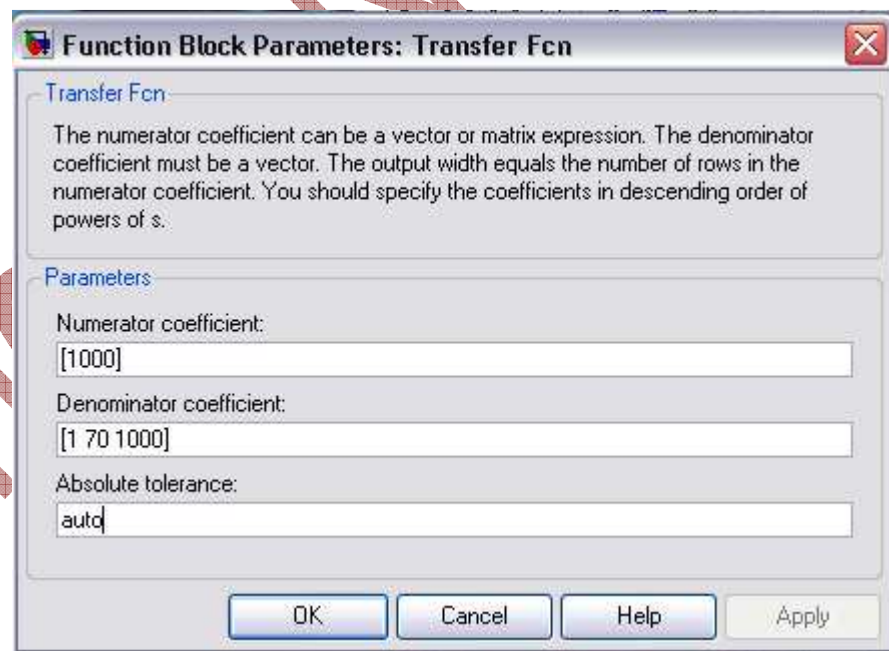 Function Block Parameters: Transfer Fcn
Transfer Fcn
The numerator coefficient can be a vector or matrix expression. The denominator
coefficient must be a vector. The output width equals the number of rows in the
numerator coefficient. You should specify the coefficients in descending order of
powers of s.
Parameters
Numerator coefficient:
[1000]
Denominator coefficient:
[1 70 1000]
Absolute tolerance:
auto
OK Cancel Help Apply